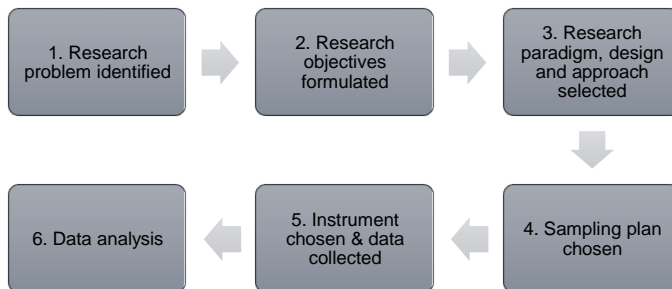 1. Research
problem identified
2. Research
objectives
formulated
3. Research
paradigm, design
and approach
selected
4. Sampling plan
chosen
5. Instrument
chosen & data
collected
6. Data analysis